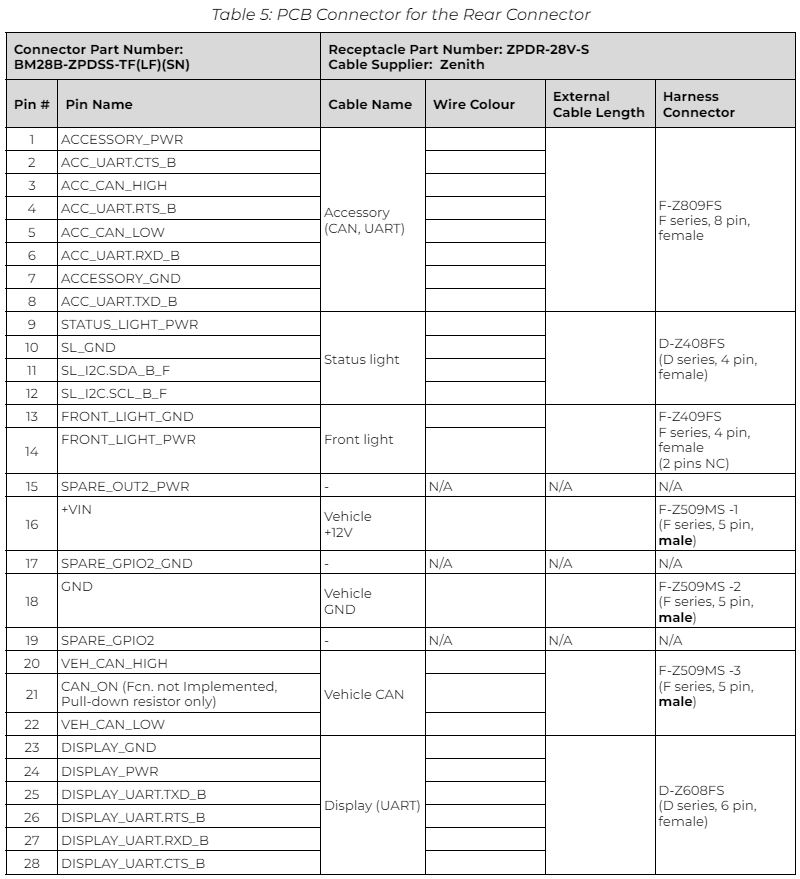 Table 5: PCB Connector for the Rear Connector
Connector Part Number:
BM28B-ZPDSS-TF(LF)(SN)
Receptacle Part Number: ZPDR-28V-S
Cable Supplier: Zenith
Pin #
Pin Name
Cable Name
Wire Colour
External
Cable Length
Harness
Connector
1
ACCESSORY_PWR
2
ACC_UART.CTS_B
3
ACC_CAN_HIGH
4
ACC_UART.RTS_B
5
ACC_CAN_LOW
6
ACC_UART.RXD_B
7
ACCESSORY_GND
8
ACC_UART.TXD_B
Accessory
(CAN, UART)
F-Z809FS
F series, 8 pin,
female
9
STATUS_LIGHT_PWR
10
SL_GND
11
SL_I2C.SDA_B_F
12
SL_I2C.SCL_B_F
Status light
D-Z408FS
(D series, 4 pin,
female)
13
FRONT_LIGHT_GND
14
FRONT_LIGHT_PWR
Front light
F-Z409FS
F series, 4 pin,
female
(2 pins NC)
15
SPARE_OUT2_PWR
-
N/A
N/A
N/A
16
+VIN
Vehicle
+12V
F-Z509MS -1
(F series, 5 pin,
male)
17
SPARE_GPIO2_GND
-
N/A
N/A
N/A
18
GND
Vehicle
GND
F-Z509MS -2
(F series, 5 pin,
male)
19
SPARE_GPIO2
-
N/A
N/A
N/A
20
VEH_CAN_HIGH
21
CAN_ON (Fcn. not Implemented,
Pull-down resistor only)
22
VEH_CAN_LOW
Vehicle CAN
F-Z509MS -3
(F series, 5 pin,
male)
23
DISPLAY_GND
24
DISPLAY_PWR
25
DISPLAY_UART.TXD_B
26
DISPLAY_UART.RTS_B
27
DISPLAY_UART.RXD_B
28
DISPLAY_UART.CTS_B
Display (UART)
D-Z608FS
(D series, 6 pin,
female)